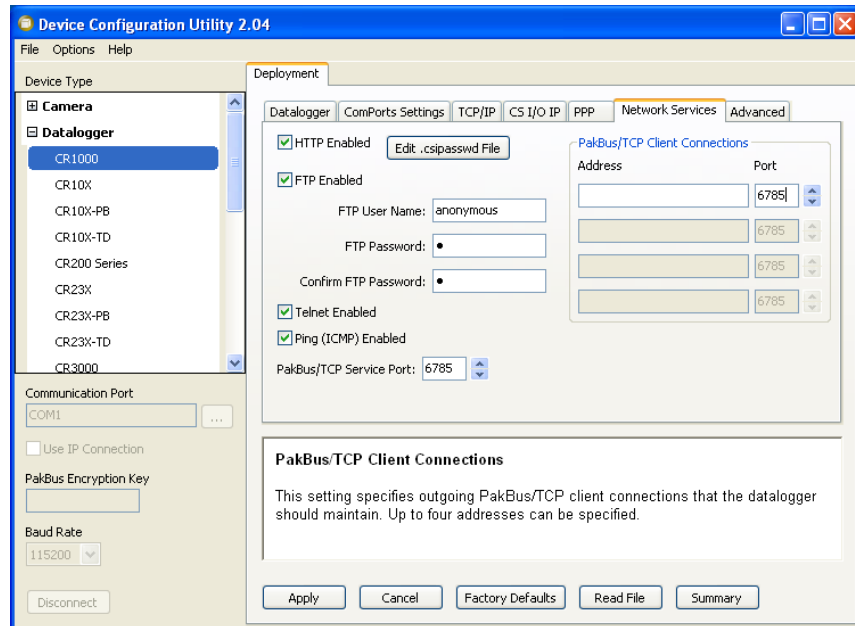 Device Configuration Utility 2.04
File Options Help
Device Type
Camera
Datalogger
CR1000
CR10X
CR10X-PB
CR10X-TD
CR200 Series
CR23X
CR23X-PB
CR23X-TD
CR3000
Communication Port
COM1
...
Use IP Connection
PakBus Encryption Key
Baud Rate
115200
Disconnect
Deployment
Datalogger ComPorts Settings TCP/IP CS I/O IP PPP Network Services Advanced
HTTP Enabled Edit .csipasswd File
FTP Enabled
FTP User Name: anonymous
FTP Password: •
Confirm FTP Password: •
Telnet Enabled
Ping (ICMP) Enabled
PakBus/TCP Service Port: 6785
PakBus/TCP Client Connections
Address Port
6785
6785
6785
6785
PakBus/TCP Client Connections
This setting specifies outgoing PakBus/TCP client connections that the datalogger
should maintain. Up to four addresses can be specified.
Apply Cancel Factory Defaults Read File Summary